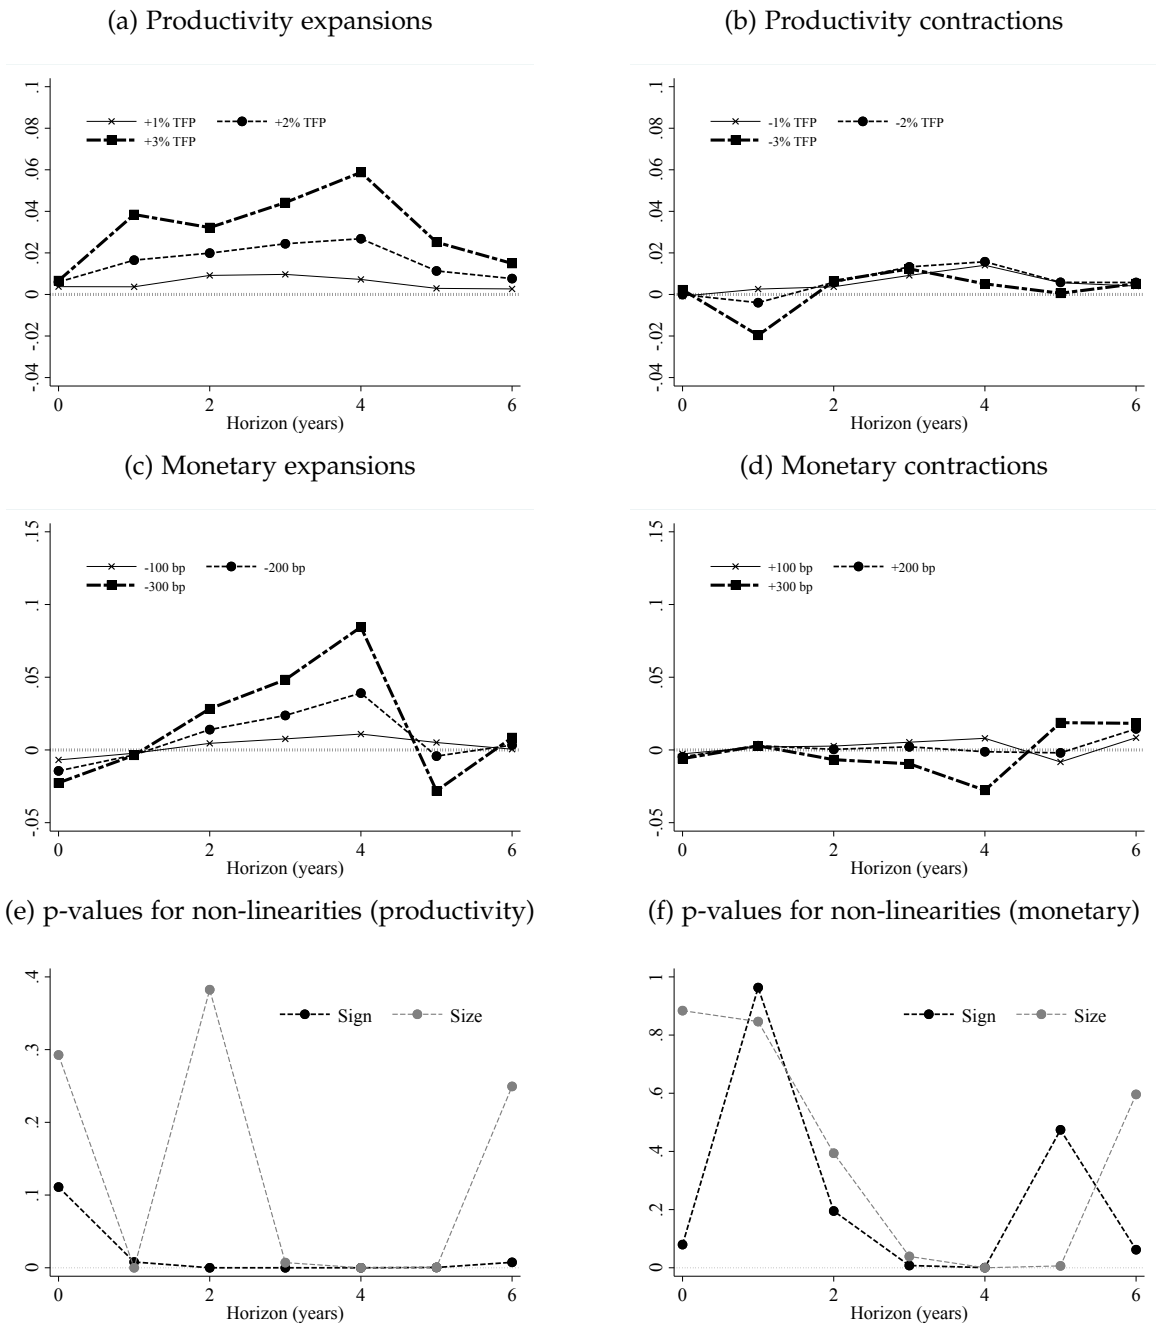 (a) Productivity expansions
.1
.08
.06
.04
.02
0
-.02
-.04
+1% TFP
+2% TFP
+3% TFP
0
2
4
6
Horizon (years)
(b) Productivity contractions
.1
.08
.06
.04
.02
0
-.02
-.04
-1% TFP
-2% TFP
-3% TFP
0
2
4
6
Horizon (years)
(c) Monetary expansions
.15
.1
.05
0
-.05
-100 bp
-200 bp
-300 bp
0
2
4
6
Horizon (years)
(d) Monetary contractions
.15
.1
.05
0
-.05
+100 bp
+200 bp
+300 bp
0
2
4
6
Horizon (years)
(e) p-values for non-linearities (productivity)
.4
.3
.2
.1
0
Sign
Size
0
2
4
6
Horizon (years)
(f) p-values for non-linearities (monetary)
1
.8
.6
.4
.2
0
Sign
Size
0
2
4
6
Horizon (years)